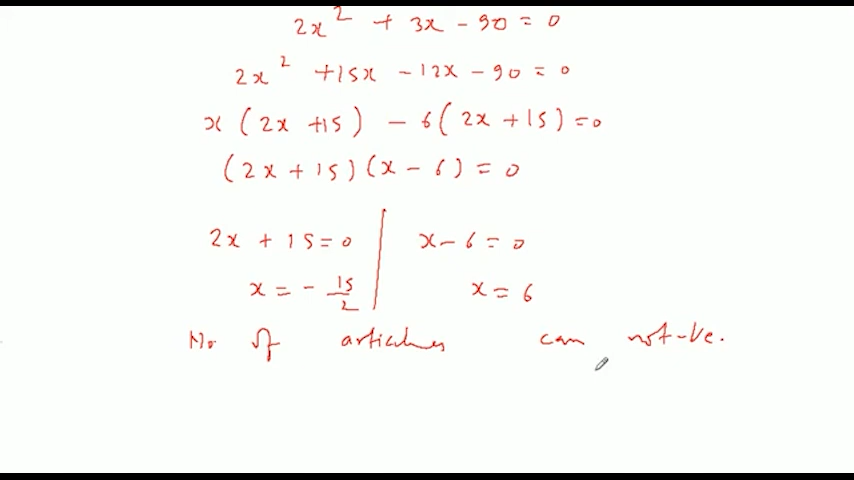 2x² + 3x - 90 = 0
2x² + 15x - 12x - 90 = 0
x (2x + 15) - 6 (2x + 15) = 0
(2x + 15) (x - 6) = 0
2x + 15 = 0 | x - 6 = 0
x = - 15/2 | x = 6
No of articles can not -Ve.